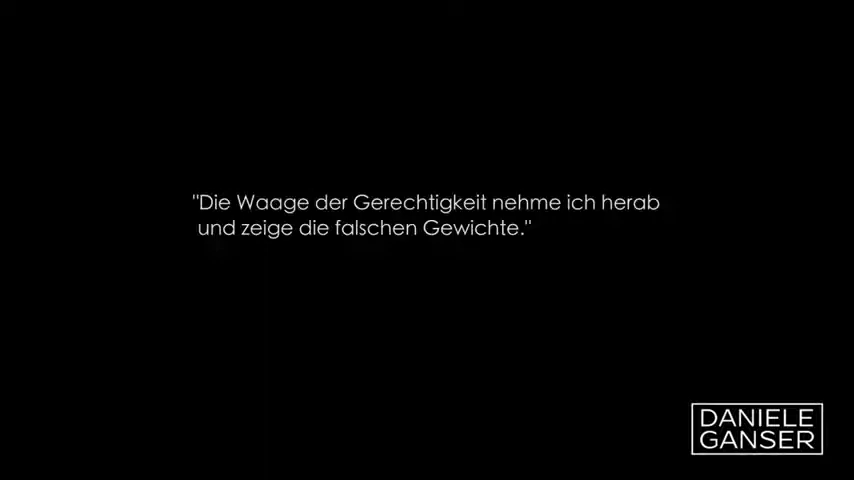 "Die Waage der Gerechtigkeit nehme ich herab
und zeige die falschen Gewichte."
DANIELE
GANSER